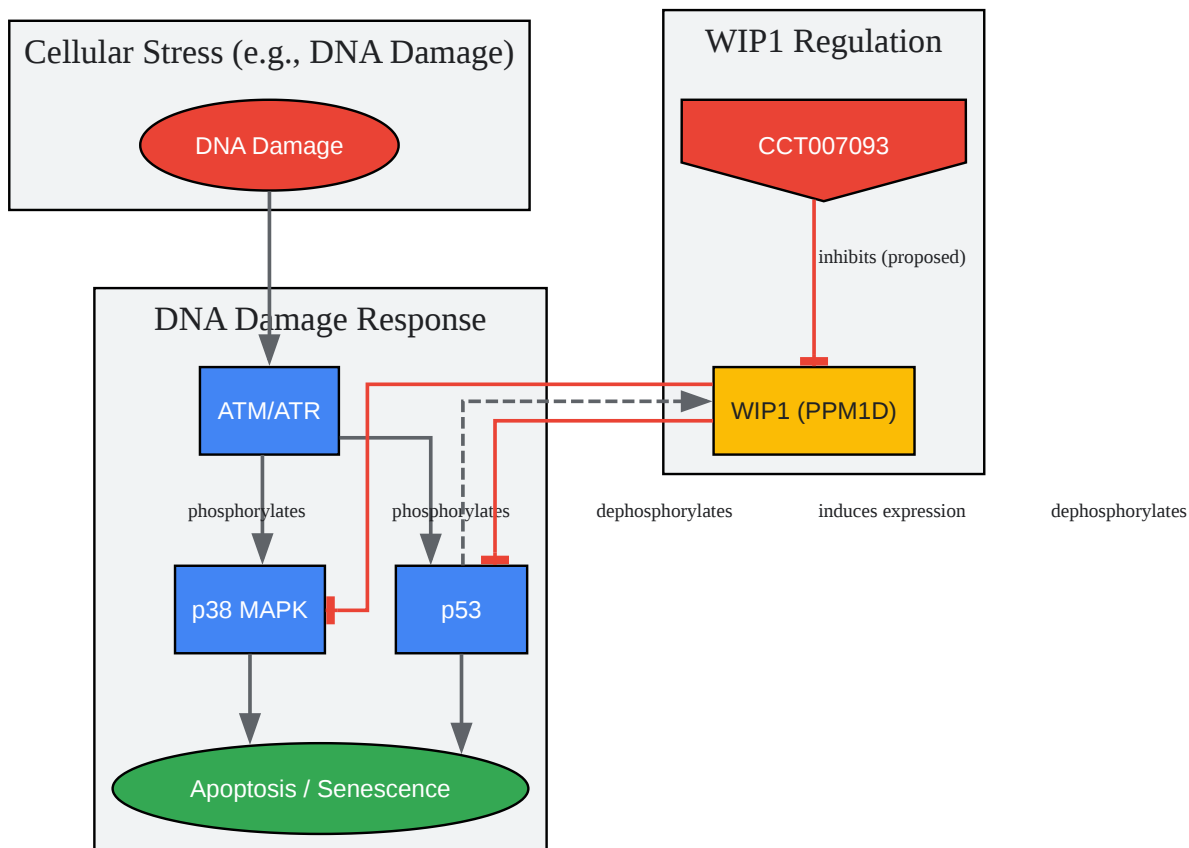 Cellular Stress (e.g., DNA Damage)
WIP1 Regulation
DNA Damage
CCT007093
inhibits (proposed)
DNA Damage Response
ATM/ATR
WIP1 (PPM1D)
phosphorylates
phosphorylates
dephosphorylates
induces expression
dephosphorylates
p38 MAPK
p53
Apoptosis / Senescence